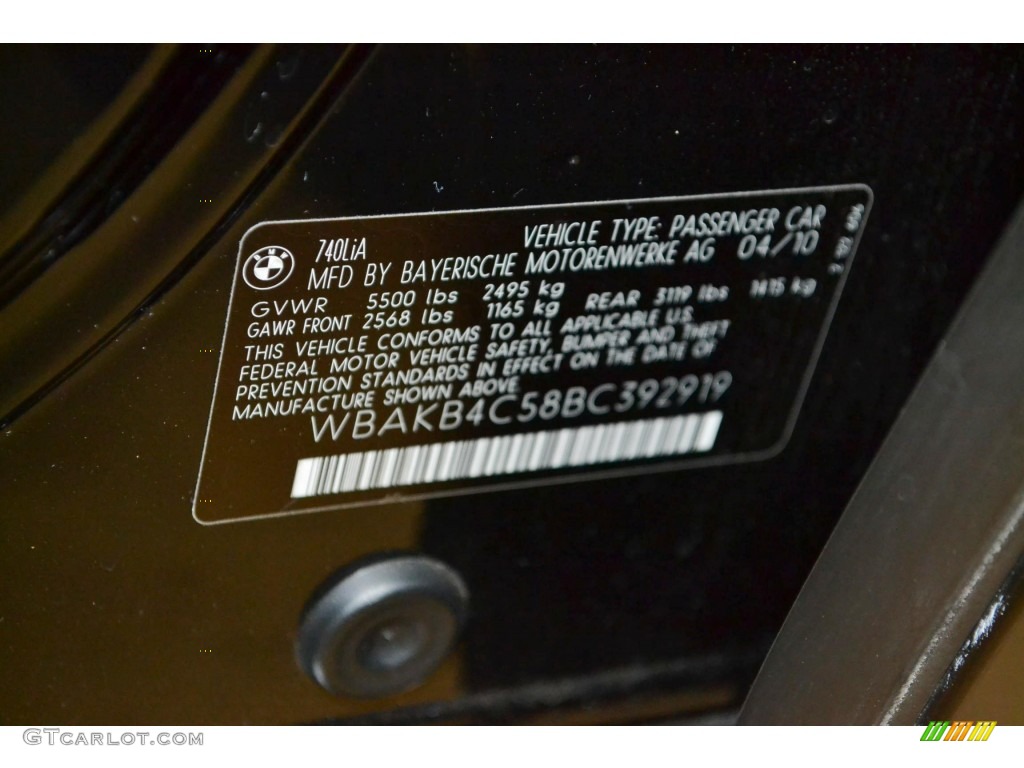 BMW
740LiA VEHICLE TYPE: PASSENGER CAR
MFD BY BAYERISCHE MOTORENWERKE AG 04/10
GVWR 5500 lbs 2495 kg
GAWR FRONT 2568 lbs 1165 kg REAR 3119 lbs 1415 kg
THIS VEHICLE CONFORMS TO ALL APPLICABLE U.S.
FEDERAL MOTOR VEHICLE SAFETY, BUMPER AND THEFT
PREVENTION STANDARDS IN EFFECT ON THE DATE OF
MANUFACTURE SHOWN ABOVE
WBAKB4C58BC392919
GTCARLOT.COM